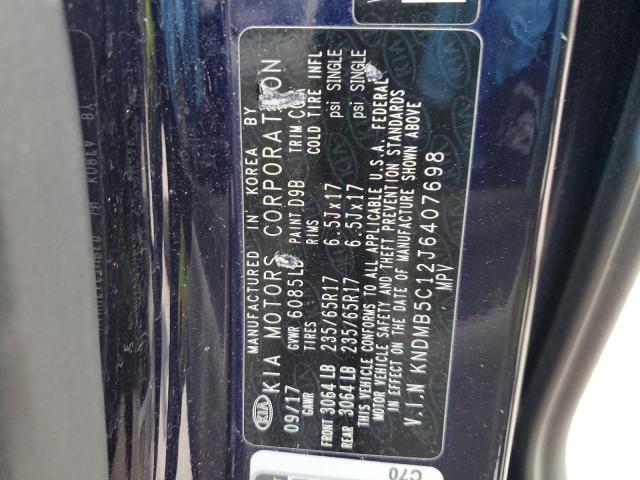 MANUFACTURED IN KOREA BY
KIA KIA MOTORS CORPORATION
09/17 GVWR 6085LB PAINT D9B TRIM
GAWR TIRES RIMS COLD TIRE INFL
FRONT 3064 LB 235/65R17 6.5Jx17 psi SINGLE
REAR 3064 LB 235/65R17 6.5Jx17 psi SINGLE
THIS VEHICLE CONFORMS TO ALL APPLICABLE U.S.A. FEDERAL
MOTOR VEHICLE SAFETY AND THEFT PREVENTION STANDARDS
IN EFFECT ON THE DATE OF MANUFACTURE SHOWN ABOVE
V.I.N KNDMB5C12J6407698
MPV
C70